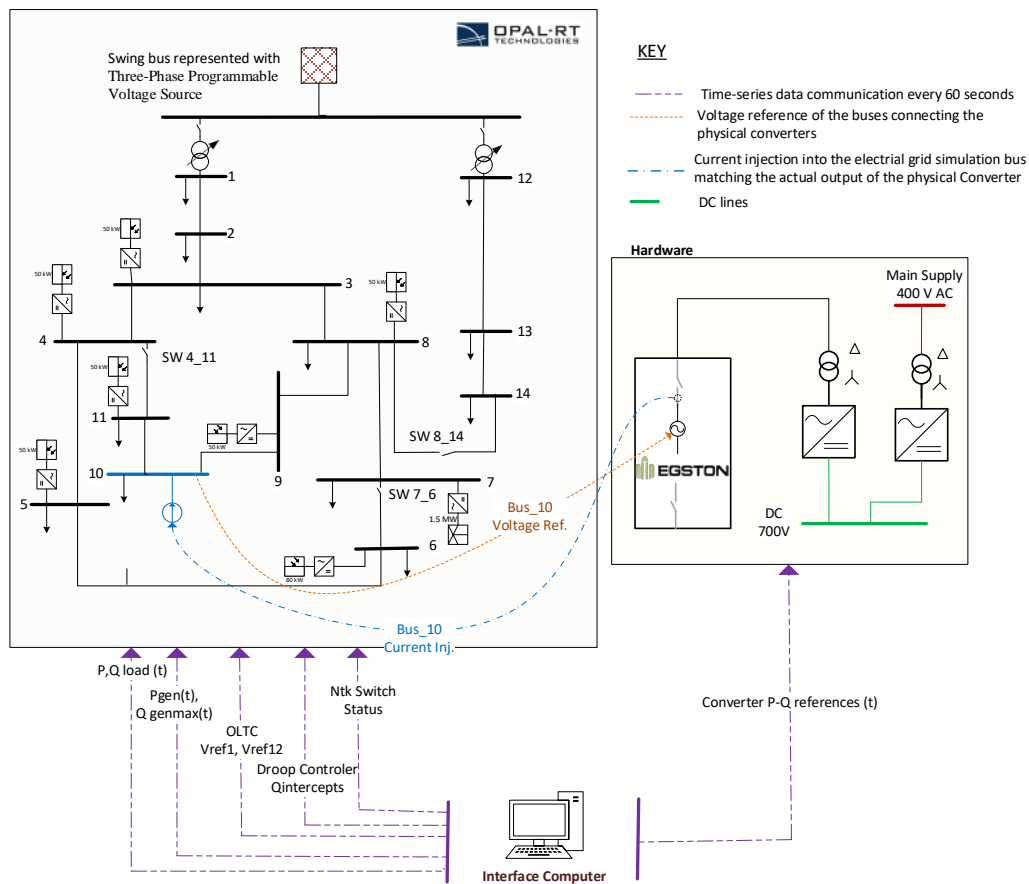 OPAL-RT
TECHNOLOGIES
Swing bus represented with
Three-Phase Programmable
Voltage Source
1
12
2
50 kW
3
50 kW
50 kW
4
8
13
SW 4_11
50 kW
14
11
SW 8_14
50 kW
50 kW
10
9
7
5
SW 7_6
1.5 MW
6
80 kW
Bus_10
Voltage Ref.
Bus_10
Current Inj.
KEY
Time-series data communication every 60 seconds
Voltage reference of the buses connecting the
physical converters
Current injection into the electrial grid simulation bus
matching the actual output of the physical Converter
DC lines
Hardware
Main Supply
400 V AC
EGSTON
DC
700V
P,Q load (t)
Pgen(t),
Q genmax(t)
OLTC
Vref1, Vref12
Droop Controler
Qintercepts
Ntk Switch
Status
Converter P-Q references (t)
Interface Computer